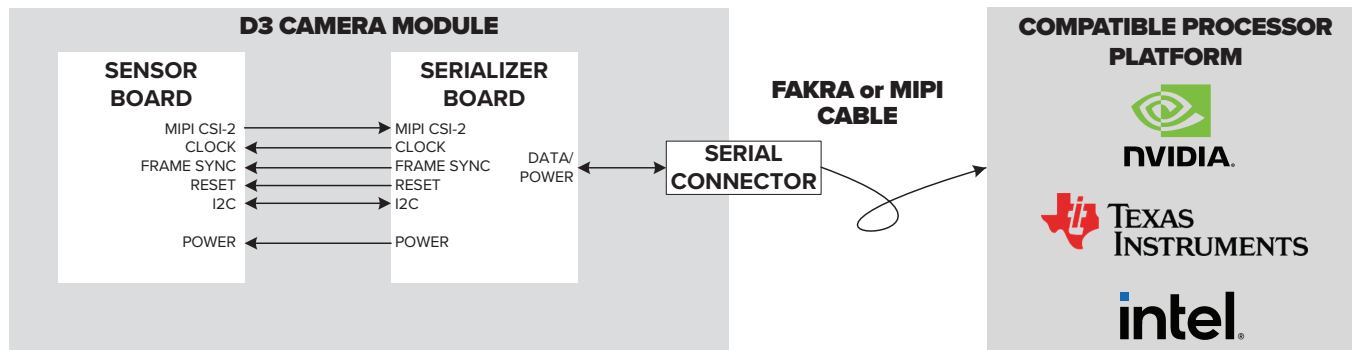 D3 CAMERA MODULE
SENSOR
BOARD
MIPI CSI-2
CLOCK
FRAME SYNC
RESET
I2C
POWER
SERIALIZER
BOARD
MIPI CSI-2
CLOCK
FRAME SYNC
RESET
I2C
POWER
DATA/
POWER
SERIAL
CONNECTOR
FAKRA or MIPI
CABLE
COMPATIBLE PROCESSOR
PLATFORM
NVIDIA.
ti
TEXAS
INSTRUMENTS
intel®